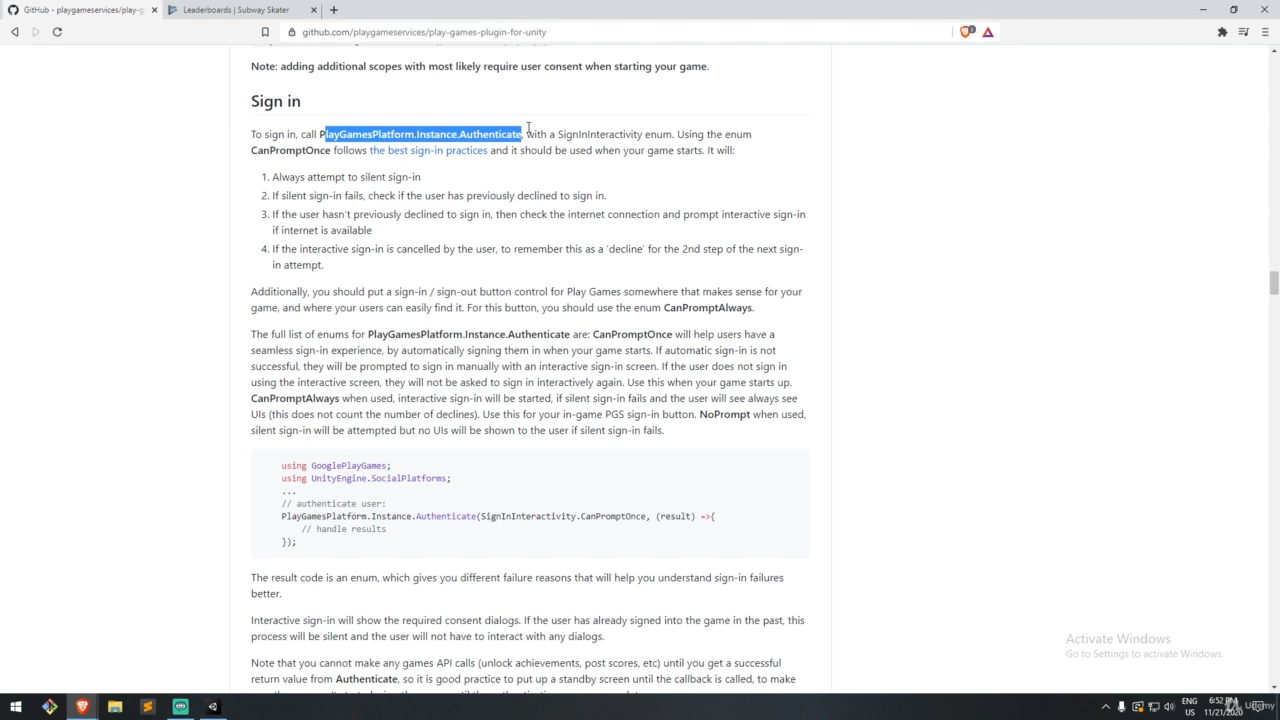 GitHub - playgameservices/play-g
Leaderboards | Subway Skater
github.com/playgameservices/play-games-plugin-for-unity
Note: adding additional scopes with most likely require user consent when starting your game.
Sign in
To sign in, call PlayGamesPlatform.Instance.Authenticate, with a SignInInteractivity enum. Using the enum
CanPromptOnce follows the best sign-in practices and it should be used when your game starts. It will:
1. Always attempt to silent sign-in
2. If silent sign-in fails, check if the user has previously declined to sign in.
3. If the user hasn't previously declined to sign in, then check the internet connection and prompt interactive sign-in
if internet is available
4. If the interactive sign-in is cancelled by the user, to remember this as a 'decline' for the 2nd step of the next sign-
in attempt.
Additionally, you should put a sign-in / sign-out button control for Play Games somewhere that makes sense for your
game, and where your users can easily find it. For this button, you should use the enum CanPromptAlways.
The full list of enums for PlayGamesPlatform.Instance.Authenticate are: CanPromptOnce will help users have a
seamless sign-in experience, by automatically signing them in when your game starts. If automatic sign-in is not
successful, they will be prompted to sign in manually with an interactive sign-in screen. If the user does not sign in
using the interactive screen, they will not be asked to sign in interactively again. Use this when your game starts up.
CanPromptAlways when used, interactive sign-in will be started, if silent sign-in fails and the user will see always see
UIs (this does not count the number of declines). Use this for your in-game PGS sign-in button. NoPrompt when used,
silent sign-in will be attempted but no UIs will be shown to the user if silent sign-in fails.
using GooglePlayGames;
using UnityEngine.SocialPlatforms;
...
// authenticate user:
PlayGamesPlatform.Instance.Authenticate(SignInInteractivity.CanPromptOnce, (result) =>{
// handle results
});
The result code is an enum, which gives you different failure reasons that will help you understand sign-in failures
better.
Interactive sign-in will show the required consent dialogs. If the user has already signed into the game in the past, this
process will be silent and the user will not have to interact with any dialogs.
Note that you cannot make any games API calls (unlock achievements, post scores, etc) until you get a successful
return value from Authenticate, so it is good practice to put up a standby screen until the callback is called, to make
Activate Windows
Go to Settings to activate Windows.
ENG
US
6:52 PM
11/21/2020
Udemy